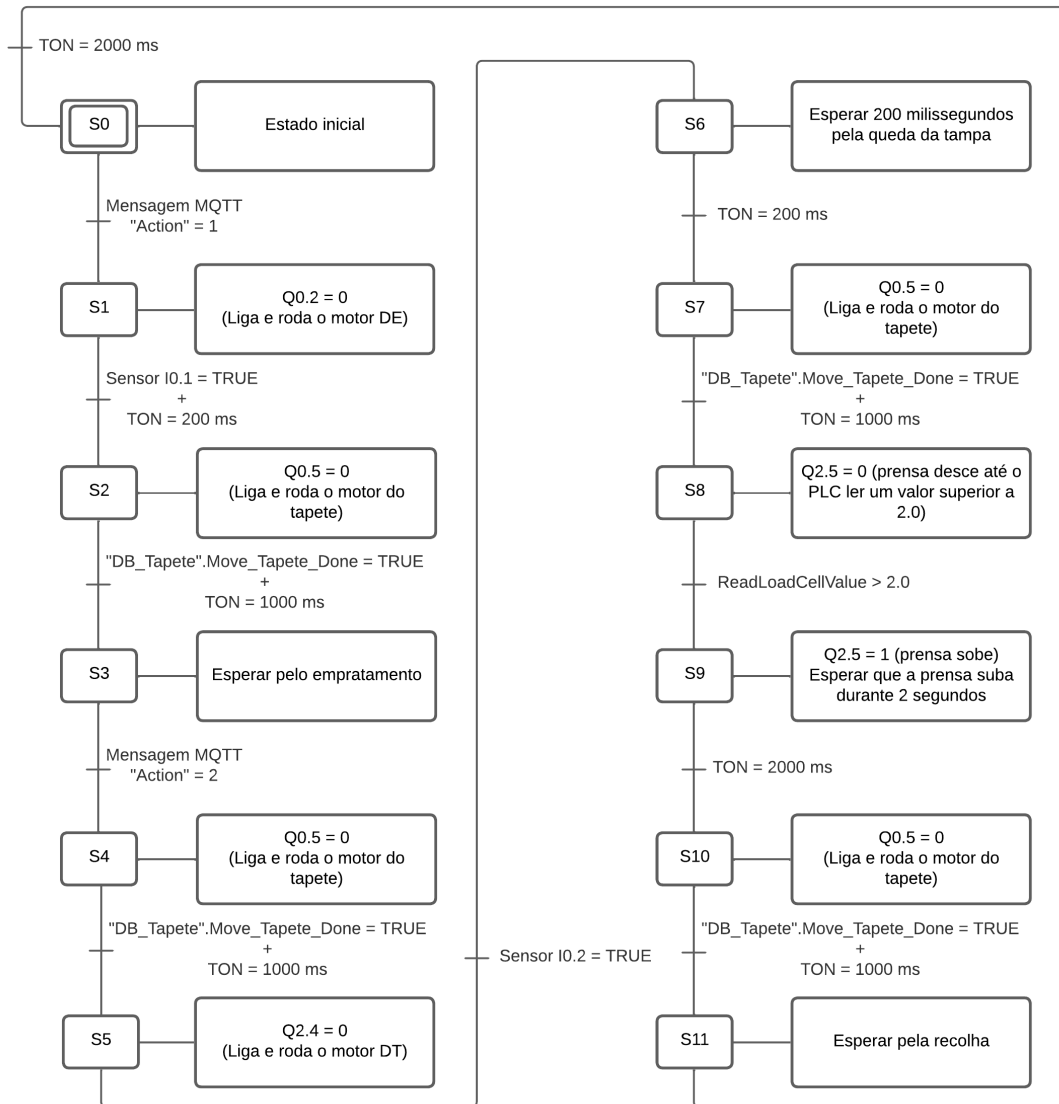 TON = 2000 ms
S0
Estado inicial
Mensagem MQTT
"Action" = 1
S1
Q0.2 = 0
(Liga e roda o motor DE)
Sensor I0.1 = TRUE
+
TON = 200 ms
S2
Q0.5 = 0
(Liga e roda o motor do
tapete)
"DB_Tapete".Move_Tapete_Done = TRUE
+
TON = 1000 ms
S3
Esperar pelo empratamento
Mensagem MQTT
"Action" = 2
S4
Q0.5 = 0
(Liga e roda o motor do
tapete)
"DB_Tapete".Move_Tapete_Done = TRUE
+
TON = 1000 ms
S5
Q2.4 = 0
(Liga e roda o motor DT)
Sensor I0.2 = TRUE
S6
Esperar 200 milissegundos
pela queda da tampa
TON = 200 ms
S7
Q0.5 = 0
(Liga e roda o motor do
tapete)
"DB_Tapete".Move_Tapete_Done = TRUE
+
TON = 1000 ms
S8
Q2.5 = 0 (prensa desce até o
PLC ler um valor superior a
2.0)
ReadLoadCellValue > 2.0
S9
Q2.5 = 1 (prensa sobe)
Esperar que a prensa suba
durante 2 segundos
TON = 2000 ms
S10
Q0.5 = 0
(Liga e roda o motor do
tapete)
"DB_Tapete".Move_Tapete_Done = TRUE
+
TON = 1000 ms
S11
Esperar pela recolha